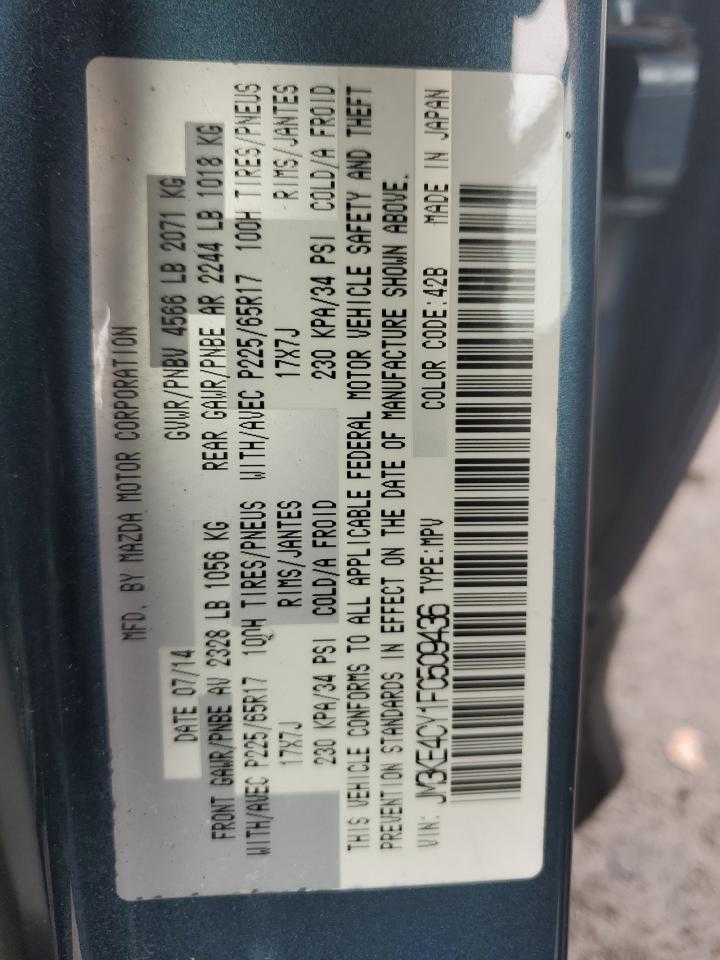 MFD. BY MAZDA MOTOR CORPORATION
DATE 07/14 GVWR/PNBV 4566 LB 2071 KG
FRONT GAWR/PNBE AV 2328 LB 1056 KG REAR GAWR/PNBE AR 2244 LB 1018 KG
WITH/AVEC P225/65R17 100H TIRES/PNEUS WITH/AVEC P225/65R17 100H TIRES/PNEUS
17X7J RIMS/JANTES 17X7J RIMS/JANTES
230 KPA/34 PSI COLD/A FROID 230 KPA/34 PSI COLD/A FROID
THIS VEHICLE CONFORMS TO ALL APPLICABLE FEDERAL MOTOR VEHICLE SAFETY AND THEFT
PREVENTION STANDARDS IN EFFECT ON THE DATE OF MANUFACTURE SHOWN ABOVE.
VIN: JM3KE4CY1FC509436 TYPE:MPV COLOR CODE:42B MADE IN JAPAN